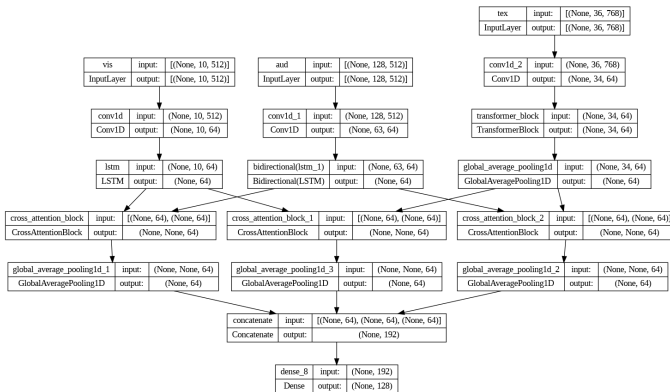 tex input: [(None, 36, 768)]
InputLayer output: [(None, 36, 768)]
vis input: [(None, 10, 512)]
InputLayer output: [(None, 10, 512)]
aud input: [(None, 128, 512)]
InputLayer output: [(None, 128, 512)]
conv1d_2 input: (None, 36, 768)
Conv1D output: (None, 34, 64)
conv1d input: (None, 10, 512)
Conv1D output: (None, 10, 64)
conv1d_1 input: (None, 128, 512)
Conv1D output: (None, 63, 64)
transformer_block input: (None, 34, 64)
TransformerBlock output: (None, 34, 64)
lstm input: (None, 10, 64)
LSTM output: (None, 64)
bidirectional(lstm_1) input: (None, 63, 64)
Bidirectional(LSTM) output: (None, 64)
global_average_pooling1d input: (None, 34, 64)
GlobalAveragePooling1D output: (None, 64)
cross_attention_block input: [(None, 64), (None, 64)]
CrossAttentionBlock output: (None, None, 64)
cross_attention_block_1 input: [(None, 64), (None, 64)]
CrossAttentionBlock output: (None, None, 64)
cross_attention_block_2 input: [(None, 64), (None, 64)]
CrossAttentionBlock output: (None, None, 64)
global_average_pooling1d_1 input: (None, None, 64)
GlobalAveragePooling1D output: (None, 64)
global_average_pooling1d_3 input: (None, None, 64)
GlobalAveragePooling1D output: (None, 64)
global_average_pooling1d_2 input: (None, None, 64)
GlobalAveragePooling1D output: (None, 64)
concatenate input: [(None, 64), (None, 64), (None, 64)]
Concatenate output: (None, 192)
dense_8 input: (None, 192)
Dense output: (None, 128)